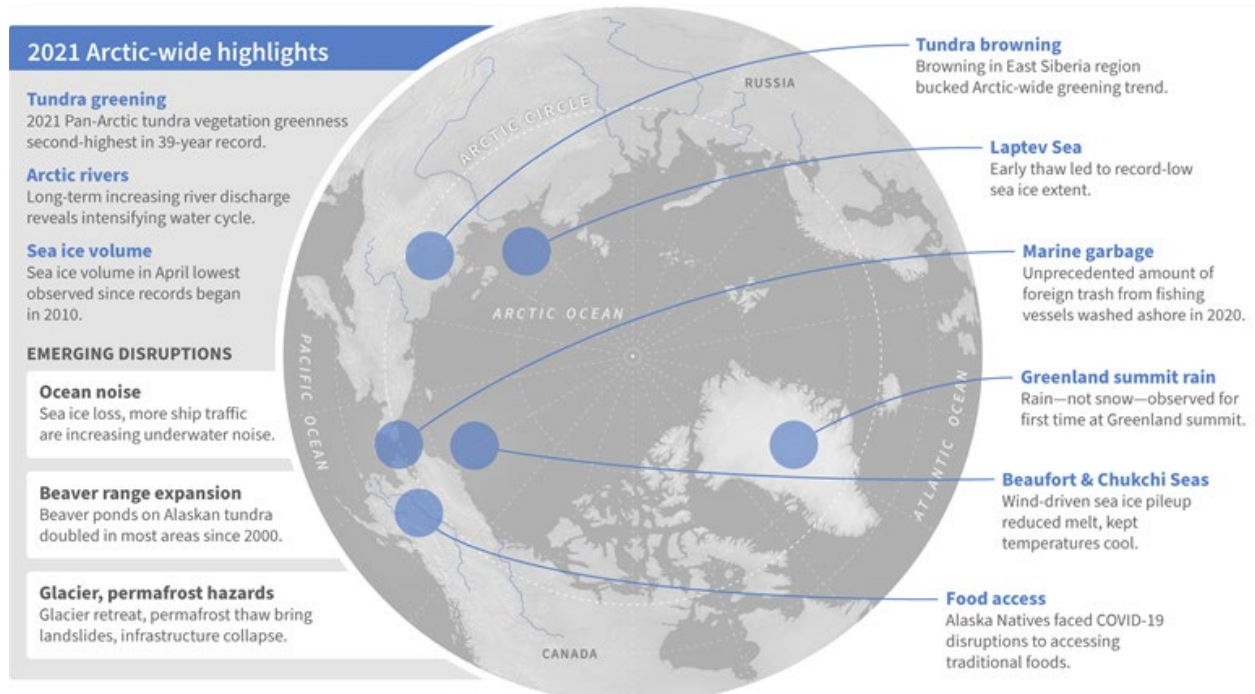 2021 Arctic-wide highlights
Tundra greening
2021 Pan-Arctic tundra vegetation greenness
second-highest in 39-year record.
Arctic rivers
Long-term increasing river discharge
reveals intensifying water cycle.
Sea ice volume
Sea ice volume in April lowest
observed since records began
in 2010.
EMERGING DISRUPTIONS
Ocean noise
Sea ice loss, more ship traffic
are increasing underwater noise.
Beaver range expansion
Beaver ponds on Alaskan tundra
doubled in most areas since 2000.
Glacier, permafrost hazards
Glacier retreat, permafrost thaw bring
landslides, infrastructure collapse.
RUSSIA
ARCTIC CIRCLE
ARCTIC OCEAN
PACIFIC OCEAN
ATLANTIC OCEAN
CANADA
Tundra browning
Browning in East Siberia region
bucked Arctic-wide greening trend.
Laptev Sea
Early thaw led to record-low
sea ice extent.
Marine garbage
Unprecedented amount of
foreign trash from fishing
vessels washed ashore in 2020.
Greenland summit rain
Rain—not snow—observed for
first time at Greenland summit.
Beaufort & Chukchi Seas
Wind-driven sea ice pileup
reduced melt, kept
temperatures cool.
Food access
Alaska Natives faced COVID-19
disruptions to accessing
traditional foods.